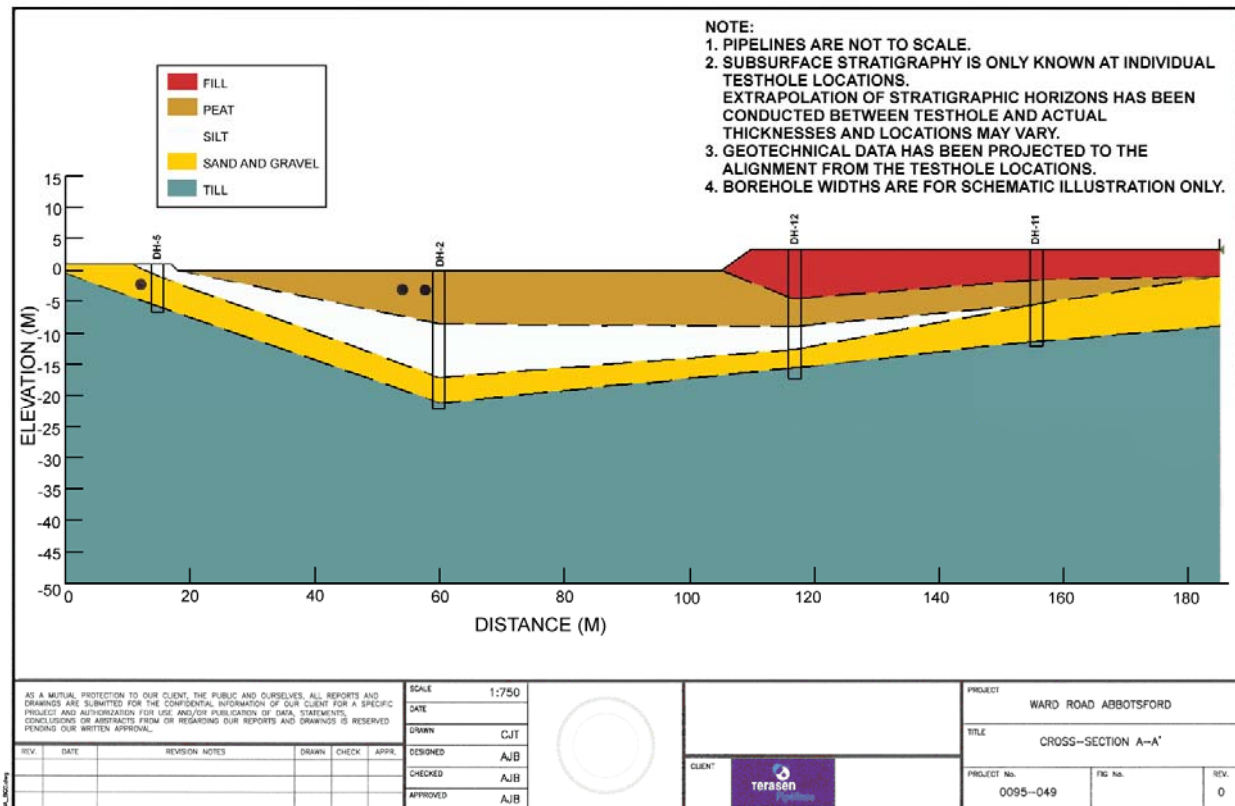 NOTE:
1. PIPELINES ARE NOT TO SCALE.
2. SUBSURFACE STRATIGRAPHY IS ONLY KNOWN AT INDIVIDUAL
TESTHOLE LOCATIONS.
EXTRAPOLATION OF STRATIGRAPHIC HORIZONS HAS BEEN
CONDUCTED BETWEEN TESTHOLE AND ACTUAL
THICKNESSES AND LOCATIONS MAY VARY.
3. GEOTECHNICAL DATA HAS BEEN PROJECTED TO THE
ALIGNMENT FROM THE TESTHOLE LOCATIONS.
4. BOREHOLE WIDTHS ARE FOR SCHEMATIC ILLUSTRATION ONLY.
FILL
PEAT
SILT
SAND AND GRAVEL
TILL
ELEVATION (M)
15
10
5
0
-5
-10
-15
-20
-25
-30
-35
-40
-45
-50
DH-5
DH-2
DH-12
DH-11
0 20 40 60 80 100 120 140 160 180
DISTANCE (M)
AS A MUTUAL PROTECTION TO OUR CLIENT, THE PUBLIC AND OURSELVES, ALL REPORTS AND
DRAWINGS ARE SUBMITTED FOR THE CONFIDENTIAL INFORMATION OF OUR CLIENT FOR A SPECIFIC
PROJECT AND AUTHORIZATION FOR USE AND/OR PUBLICATION OF DATA, STATEMENTS,
CONCLUSIONS OR ABSTRACTS FROM OR REGARDING OUR REPORTS AND DRAWINGS IS RESERVED
PENDING OUR WRITTEN APPROVAL.
REV. DATE REVISION NOTES DRAWN CHECK APPR.
SCALE 1:750
DATE
DRAWN CJT
DESIGNED AJB
CHECKED AJB
APPROVED AJB
CLIENT
Terasen
Pipelines
PROJECT
WARD ROAD ABBOTSFORD
TITLE
CROSS-SECTION A-A'
PROJECT No. 0095-049
FIG No.
REV. 0